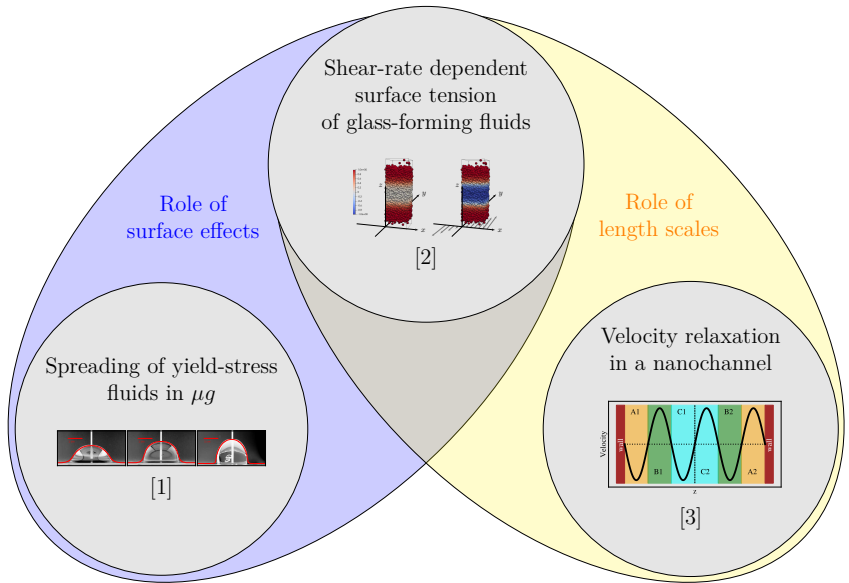 Shear-rate dependent
surface tension
of glass-forming fluids
z
y
x
z
y
x
[2]
Role of
surface effects
Role of
length scales
Spreading of yield-stress
fluids in μg
[1]
Velocity relaxation
in a nanochannel
Velocity
wall
A1
C1
B2
wall
B1
C2
A2
z
[3]